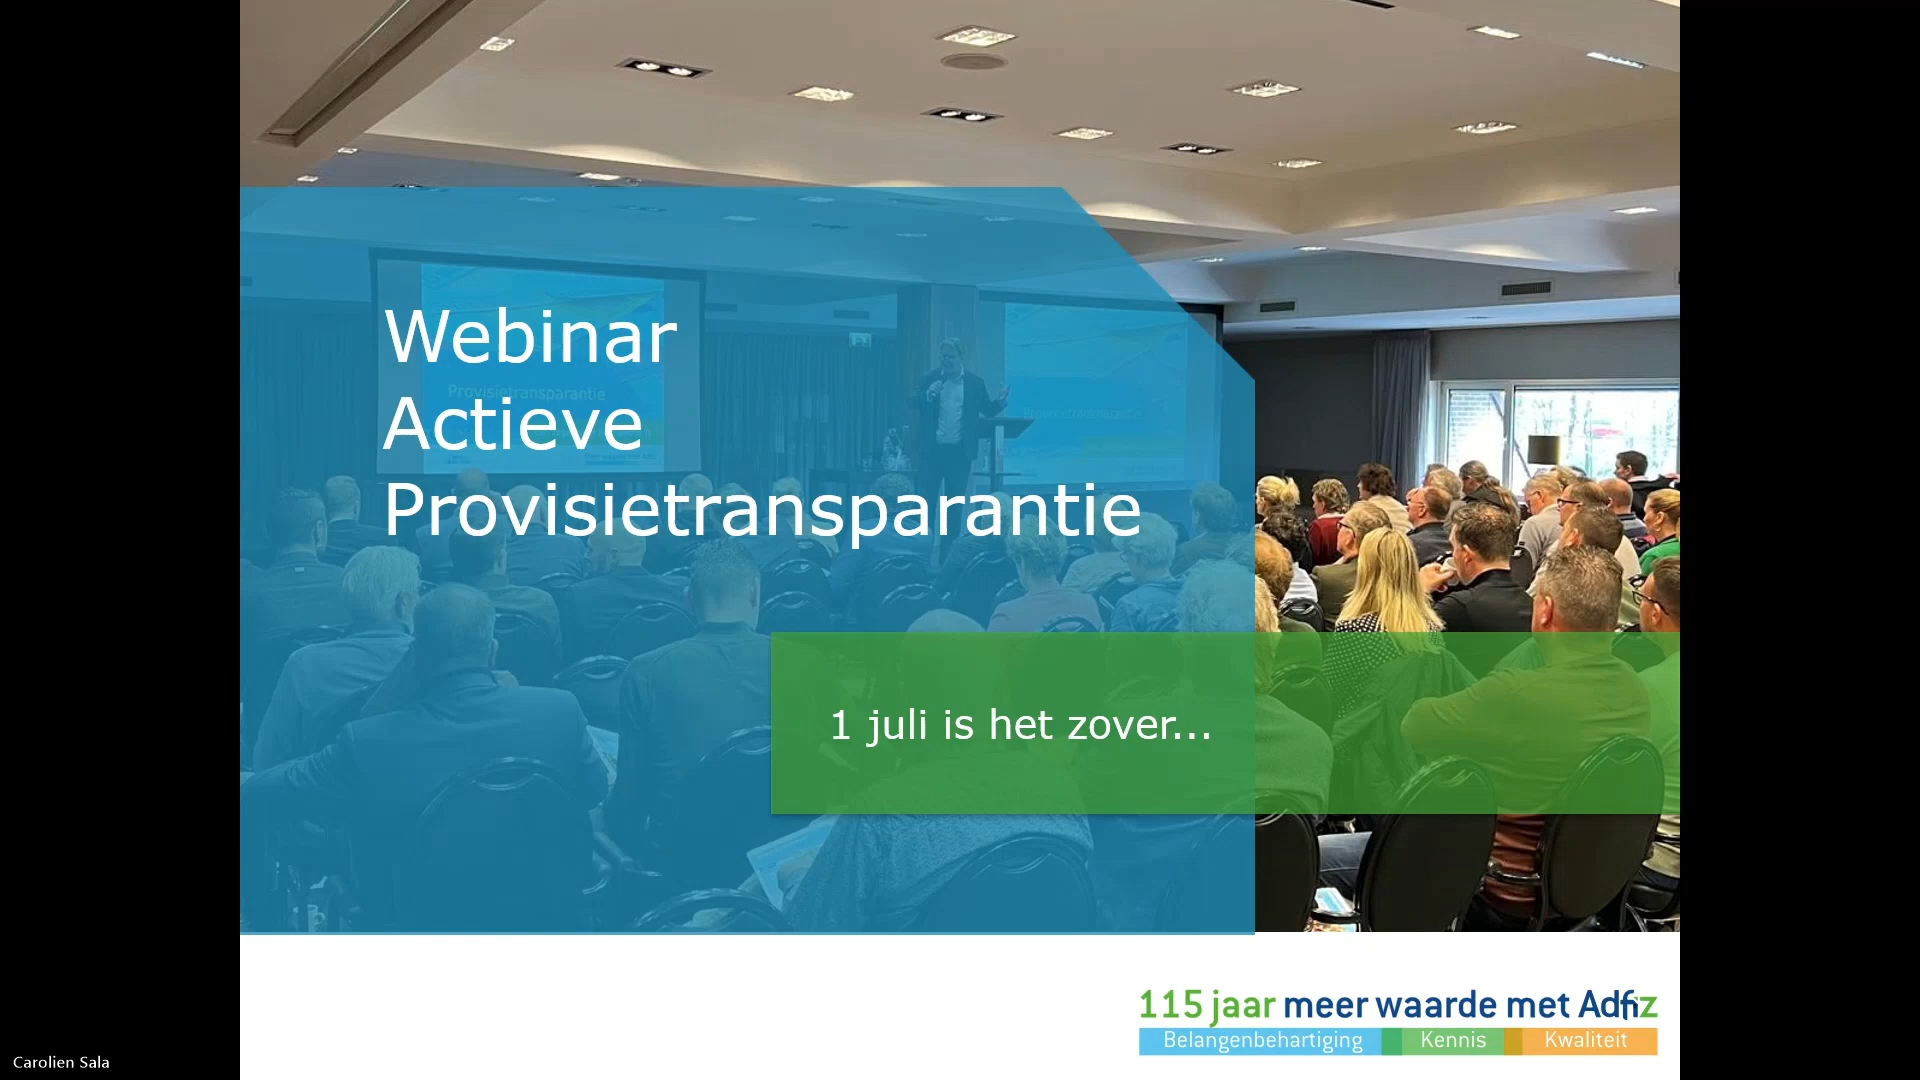 Webinar
Actieve
Provisietransparantie
Provisietransparantie
1 juli is het zover...
115 jaar meer waarde met Adfiz
Belangenbehartiging Kennis Kwaliteit
Carolien Sala